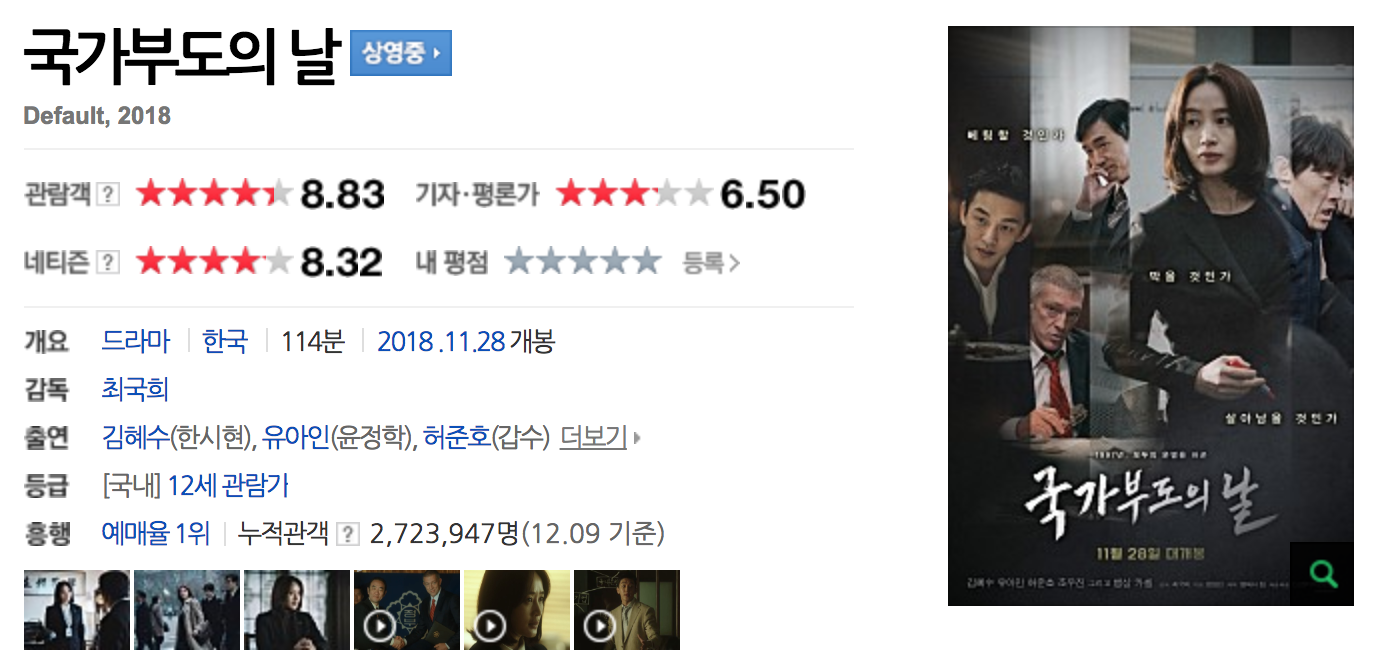 국가부도의 날 상영중
Default, 2018
관람객 ? 8.83 기자·평론가 6.50
네티즌 ? 8.32 내 평점 등록 >
개요 드라마 한국 114분 2018 .11.28 개봉
감독 최국희
출연 김혜수(한시현), 유아인(윤정학), 허준호(갑수) 더보기
등급 [국내] 12세 관람가
흥행 예매율 1위 누적관객 ? 2,723,947명(12.09 기준)
베팅할 것인가
막을 것인가
살아남을 것인가
국가부도의 날
11월 28일 대개봉
김혜수 유아인 허준호 조우진 그리고 뱅상 카셀